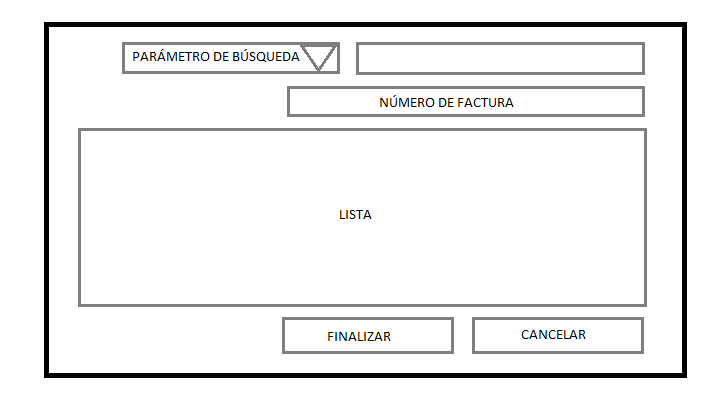 PARÁMETRO DE BÚSQUEDA
NÚMERO DE FACTURA
LISTA
FINALIZAR
CANCELAR